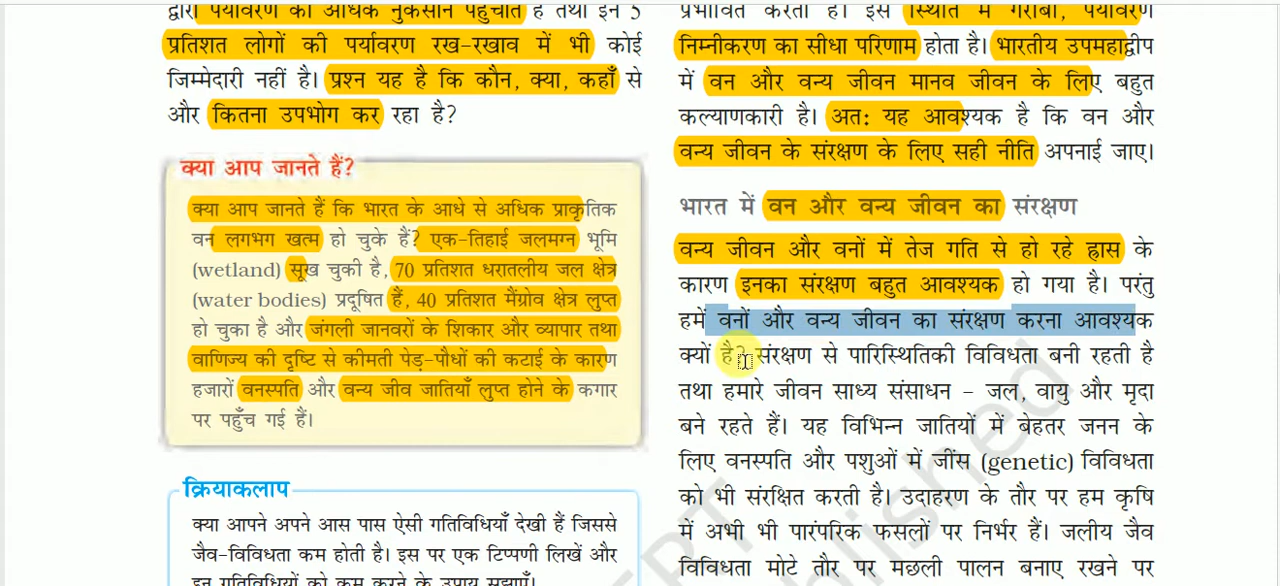 द्वारा पर्यावरण को अधिक नुकसान पहुँचाते हैं तथा इन 5
प्रतिशत लोगों की पर्यावरण रख-रखाव में भी कोई
जिम्मेदारी नहीं है। प्रश्न यह है कि कौन, क्या, कहाँ से
और कितना उपभोग कर रहा है?
क्या आप जानते हैं?
क्या आप जानते हैं कि भारत के आधे से अधिक प्राकृतिक
वन लगभग खत्म हो चुके हैं? एक-तिहाई जलमग्न भूमि
(wetland) सूख चुकी है, 70 प्रतिशत धरातलीय जल क्षेत्र
(water bodies) प्रदूषित हैं, 40 प्रतिशत मैंग्रोव क्षेत्र लुप्त
हो चुका है और जंगली जानवरों के शिकार और व्यापार तथा
वाणिज्य की दृष्टि से कीमती पेड़-पौधों की कटाई के कारण
हजारों वनस्पति और वन्य जीव जातियाँ लुप्त होने के कगार
पर पहुँच गई हैं।
क्रियाकलाप
क्या आपने अपने आस पास ऐसी गतिविधियाँ देखी हैं जिससे
जैव-विविधता कम होती है। इस पर एक टिप्पणी लिखें और
इन गतिविधियों को कम करने के उपाय सुझाएँ।
प्रभावित करता है। इस स्थिति में गरीबी, पर्यावरण
निम्नीकरण का सीधा परिणाम होता है। भारतीय उपमहाद्वीप
में वन और वन्य जीवन मानव जीवन के लिए बहुत
कल्याणकारी है। अतः यह आवश्यक है कि वन और
वन्य जीवन के संरक्षण के लिए सही नीति अपनाई जाए।
भारत में वन और वन्य जीवन का संरक्षण
वन्य जीवन और वनों में तेज गति से हो रहे ह्रास के
कारण इनका संरक्षण बहुत आवश्यक हो गया है। परंतु
हमें वनों और वन्य जीवन का संरक्षण करना आवश्यक
क्यों है? संरक्षण से पारिस्थितिकी विविधता बनी रहती है
तथा हमारे जीवन साध्य संसाधन – जल, वायु और मृदा
बने रहते हैं। यह विभिन्न जातियों में बेहतर जनन के
लिए वनस्पति और पशुओं में जींस (genetic) विविधता
को भी संरक्षित करती है। उदाहरण के तौर पर हम कृषि
में अभी भी पारंपरिक फसलों पर निर्भर हैं। जलीय जैव
विविधता मोटे तौर पर मछली पालन बनाए रखने पर